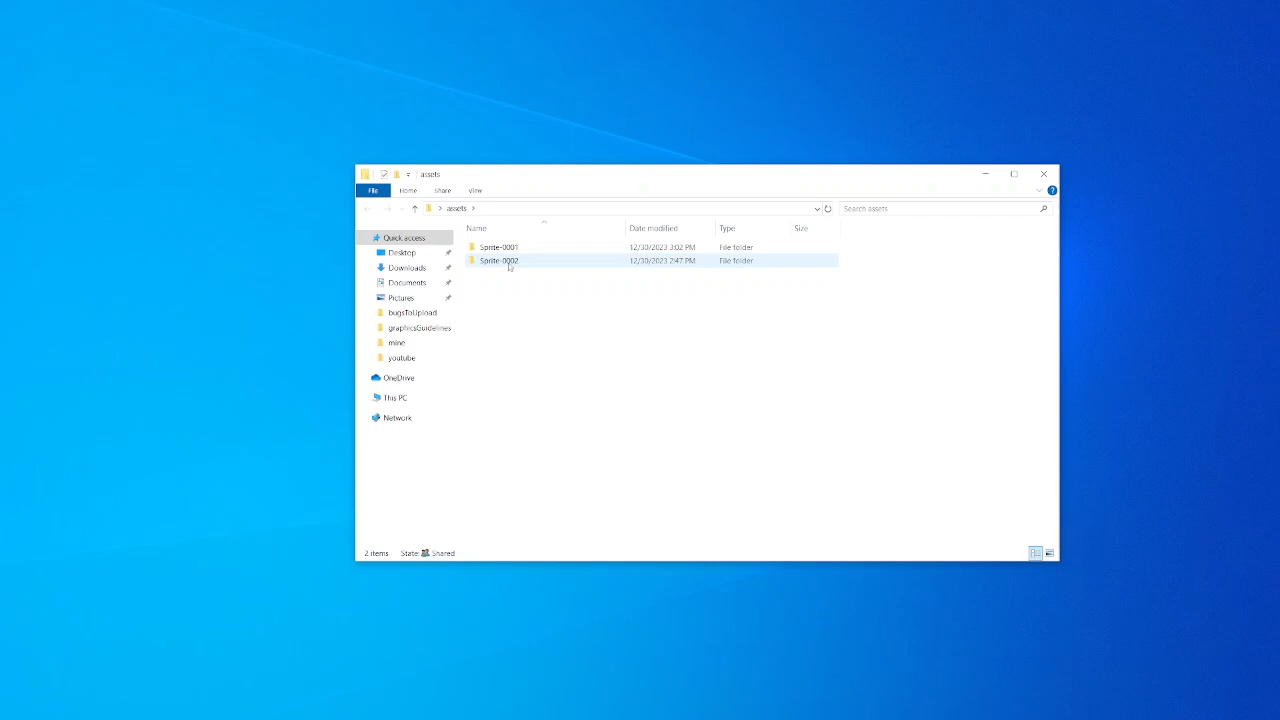 assets
File Home Share View
assets Search assets
Name Date modified Type Size
Quick access
Desktop
Downloads
Documents
Pictures
bugsToUpload
graphicsGuidelines
mine
youtube
OneDrive
This PC
Network
Sprite-0001 12/30/2023 3:02 PM File folder
Sprite-0002 12/30/2023 2:47 PM File folder
2 items State: Shared